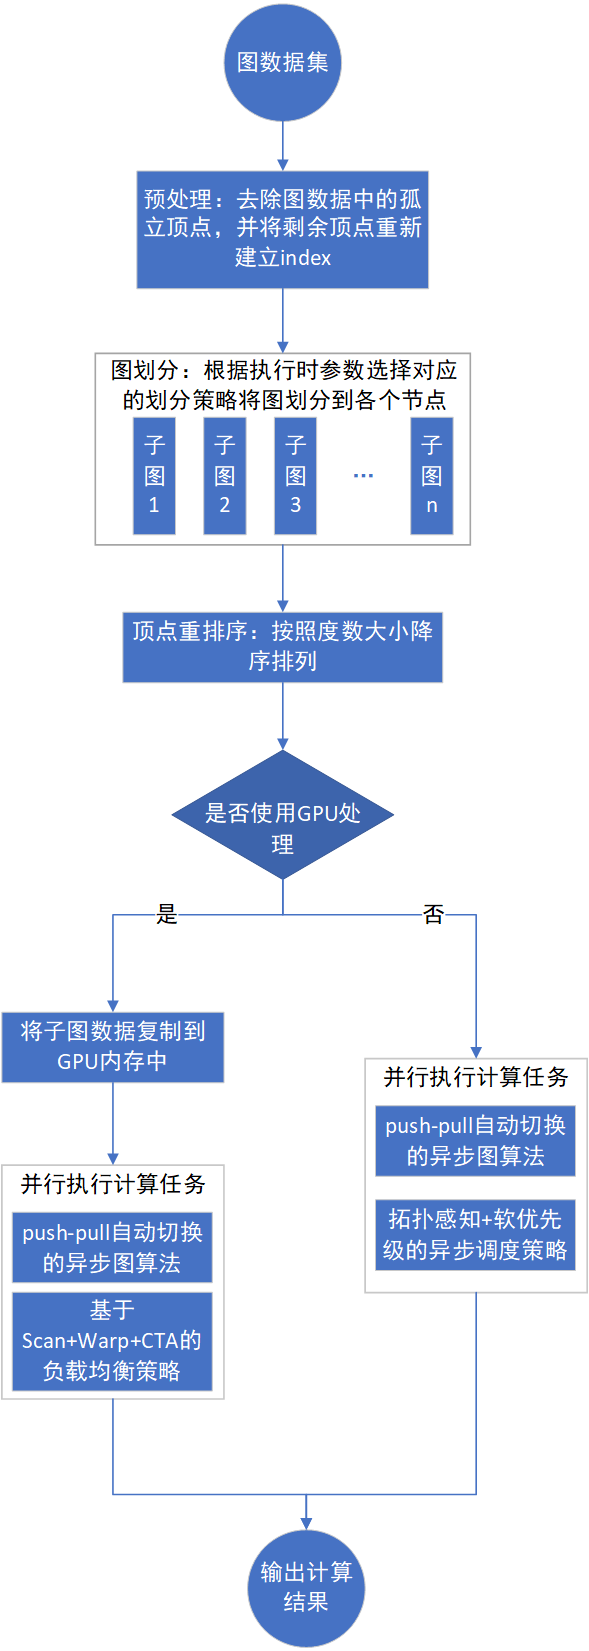 图数据集
预处理：去除图数据中的孤
立顶点，并将剩余顶点重新
建立index
图划分：根据执行时参数选择对应
的划分策略将图划分到各个节点
子
图
1
子
图
2
子
图
3
...
子
图
n
顶点重排序：按照度数大小降
序排列
是否使用GPU处
理
是
否
将子图数据复制到
GPU内存中
并行执行计算任务
push-pull自动切换
的异步图算法
拓扑感知+软优先
级的异步调度策略
并行执行计算任务
push-pull自动切换
的异步图算法
基于
Scan+Warp+CTA的
负载均衡策略
输出计算
结果